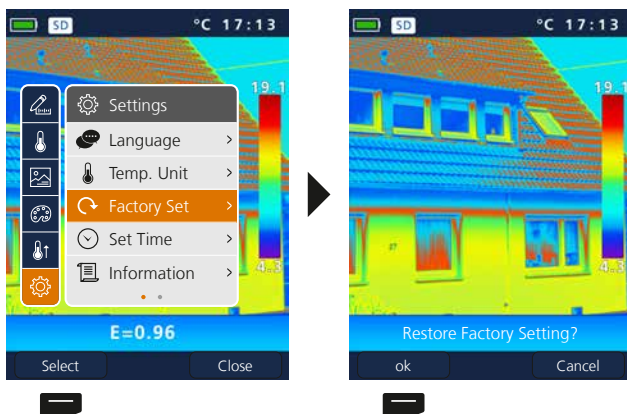 SD °C 17:13
19.1
Settings
Language
Temp. Unit
Factory Set
Set Time
Information
4.3
E=0.96
Select Close
SD °C 17:13
19.1
4.3
Restore Factory Setting?
ok Cancel